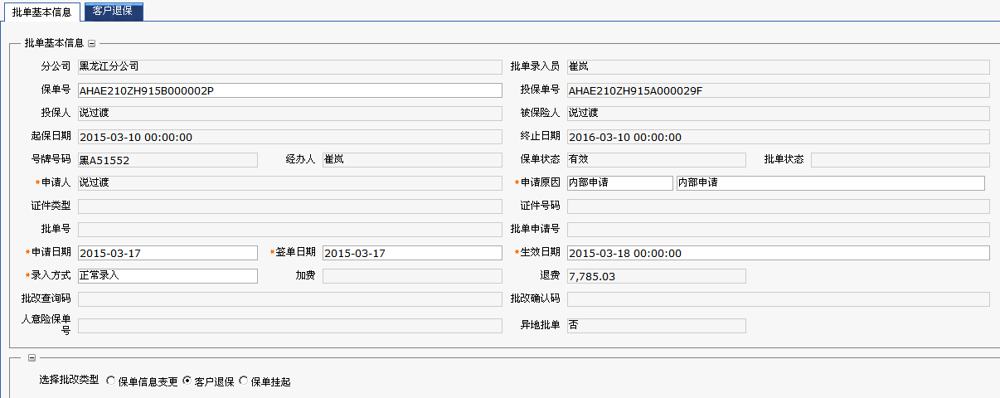 批单基本信息 客户退保
批单基本信息
分公司 黑龙江分公司 批单录入员 崔岚
保单号 AHAE210ZH915B000002P 投保单号 AHAE210ZH915A000029F
投保人 说过渡 被保险人 说过渡
起保日期 2015-03-10 00:00:00 终止日期 2016-03-10 00:00:00
号牌号码 黑A51552 经办人 崔岚 保单状态 有效 批单状态
*申请人 说过渡 *申请原因 内部申请 内部申请
证件类型 证件号码
批单号 批单申请号
*申请日期 2015-03-17 *签单日期 2015-03-17 *生效日期 2015-03-18 00:00:00
*录入方式 正常录入 加费 退费 7,785.03
批改查询码 批改确认码
人意险保单
号 异地批单 否
选择批改类型 保单信息变更 客户退保 保单挂起